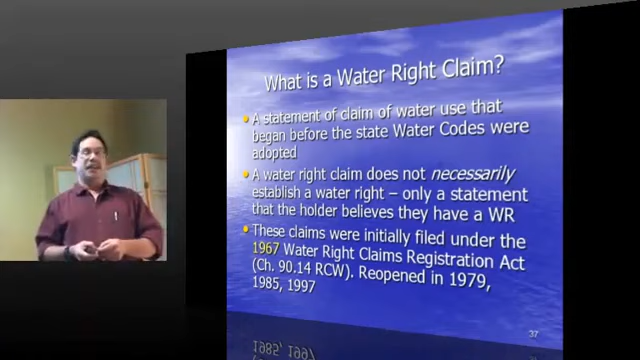 What is a Water Right Claim?
A statement of claim of water use that
began before the state Water Codes were
adopted
A water right claim does not necessarily
establish a water right – only a statement
that the holder believes they have a WR
These claims were initially filed under the
1967 Water Right Claims Registration Act
(Ch. 90.14 RCW). Reopened in 1979,
1985, 1997
37
1985, 1997